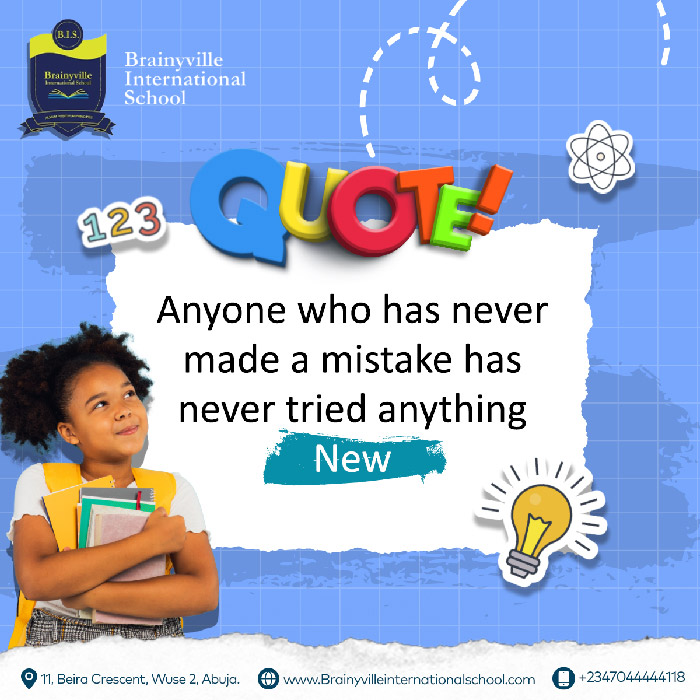 B.I.S.
Brainyville
International School
Brainyville
International
School
QUOTE!
123
Anyone who has never
made a mistake has
never tried anything
New
11, Beira Crescent, Wuse 2, Abuja.
www.Brainyvilleinternationalschool.com
+2347044444118